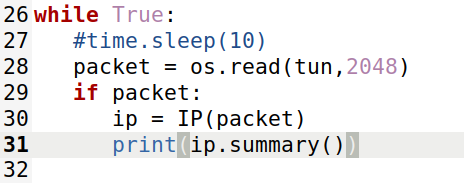 26 while True:
27    #time.sleep(10)
28    packet = os.read(tun,2048)
29    if packet:
30       ip = IP(packet)
31       print(ip.summary())
32